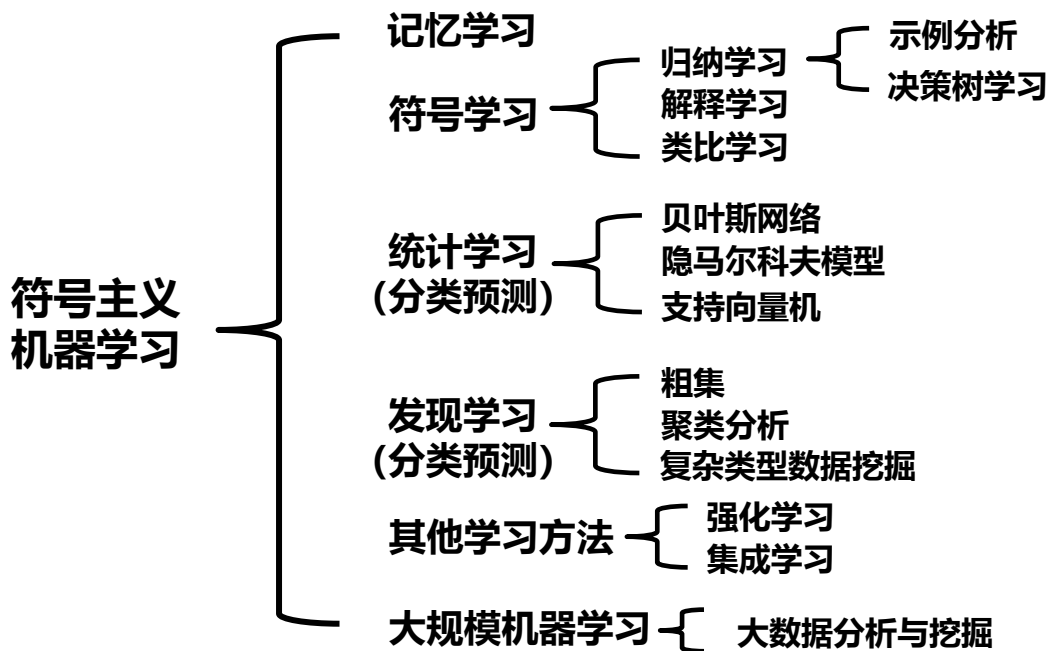 符号主义
机器学习
记忆学习
符号学习
归纳学习
示例分析
决策树学习
解释学习
类比学习
统计学习
(分类预测)
贝叶斯网络
隐马尔科夫模型
支持向量机
发现学习
(分类预测)
粗集
聚类分析
复杂类型数据挖掘
其他学习方法
强化学习
集成学习
大规模机器学习
大数据分析与挖掘